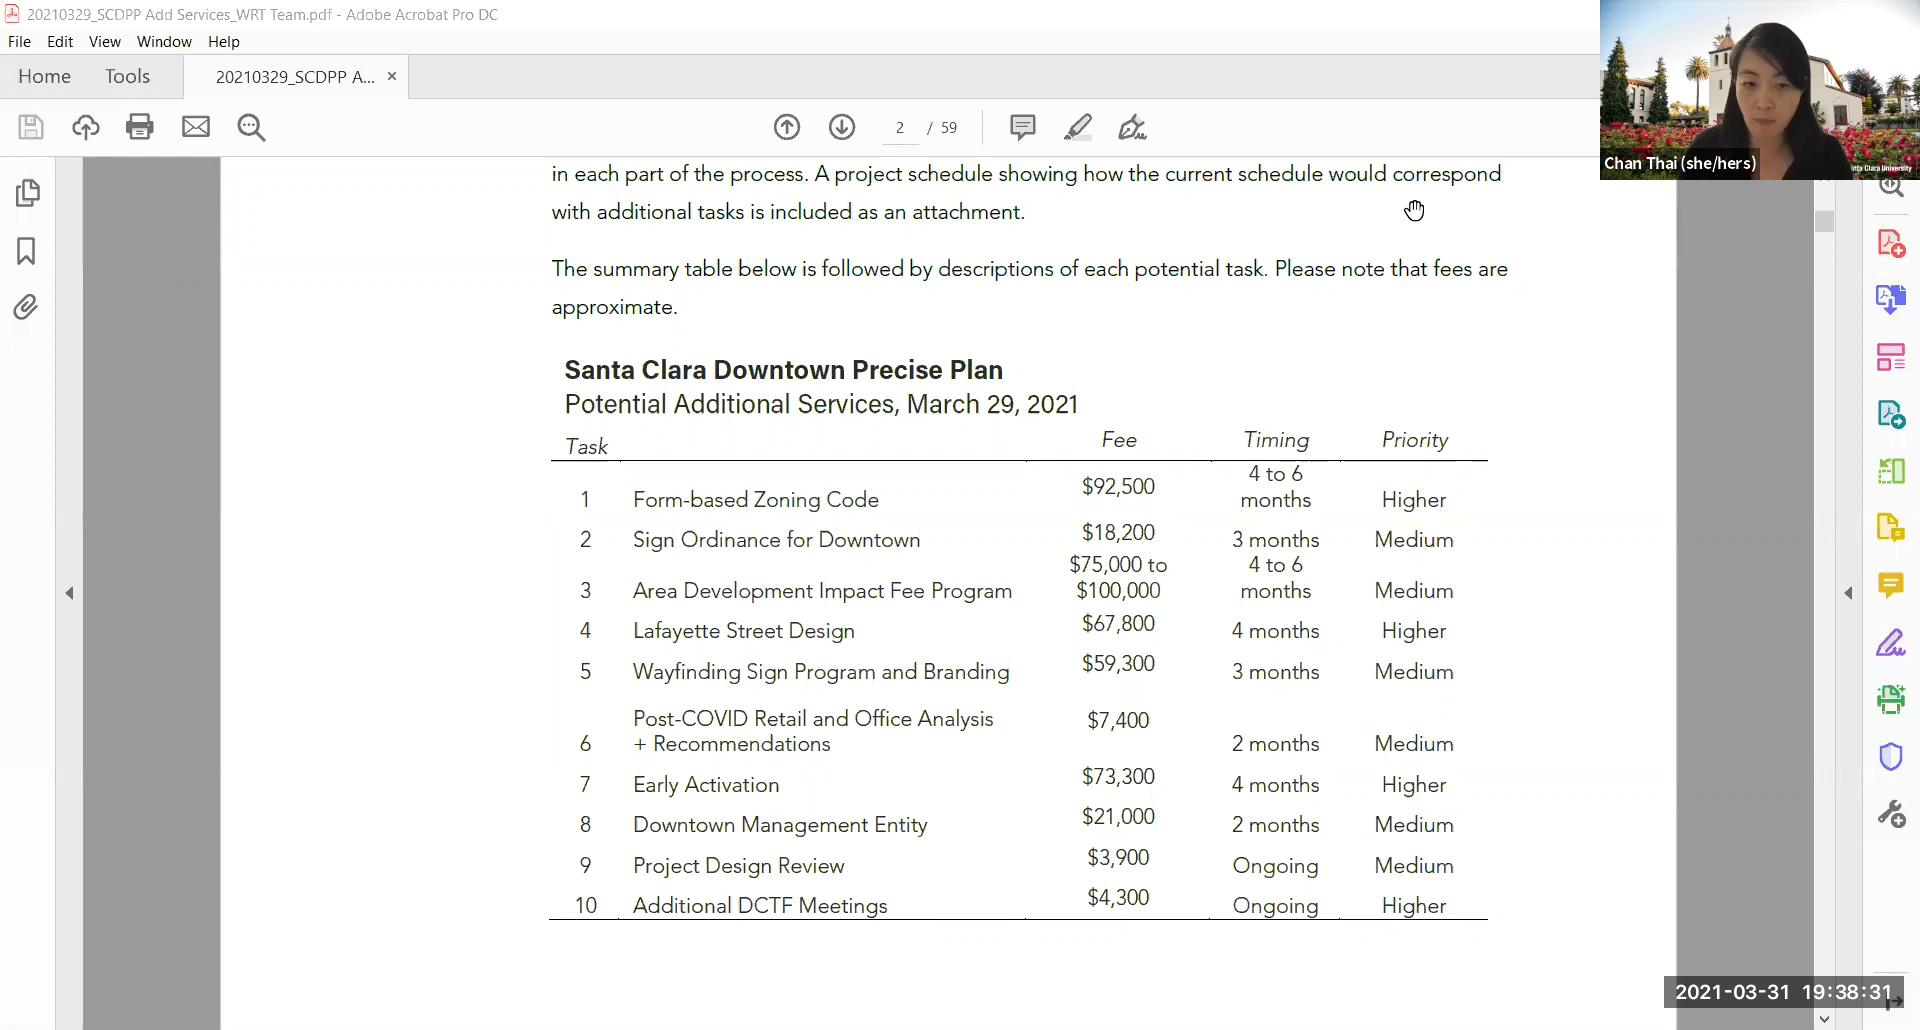 20210329_SCDPP Add Services_WRT Team.pdf - Adobe Acrobat Pro DC
File Edit View Window Help
Home Tools 20210329_SCDPP A... ×
2 / 59
Chan Thai (she/hers)
Santa Clara University
in each part of the process. A project schedule showing how the current schedule would correspond
with additional tasks is included as an attachment.
The summary table below is followed by descriptions of each potential task. Please note that fees are
approximate.
Santa Clara Downtown Precise Plan
Potential Additional Services, March 29, 2021
Task Fee Timing Priority
1 Form-based Zoning Code $92,500 4 to 6 months Higher
2 Sign Ordinance for Downtown $18,200 3 months Medium
3 Area Development Impact Fee Program $75,000 to $100,000 4 to 6 months Medium
4 Lafayette Street Design $67,800 4 months Higher
5 Wayfinding Sign Program and Branding $59,300 3 months Medium
6 Post-COVID Retail and Office Analysis + Recommendations $7,400 2 months Medium
7 Early Activation $73,300 4 months Higher
8 Downtown Management Entity $21,000 2 months Medium
9 Project Design Review $3,900 Ongoing Medium
10 Additional DCTF Meetings $4,300 Ongoing Higher
2021-03-31 19:38:31